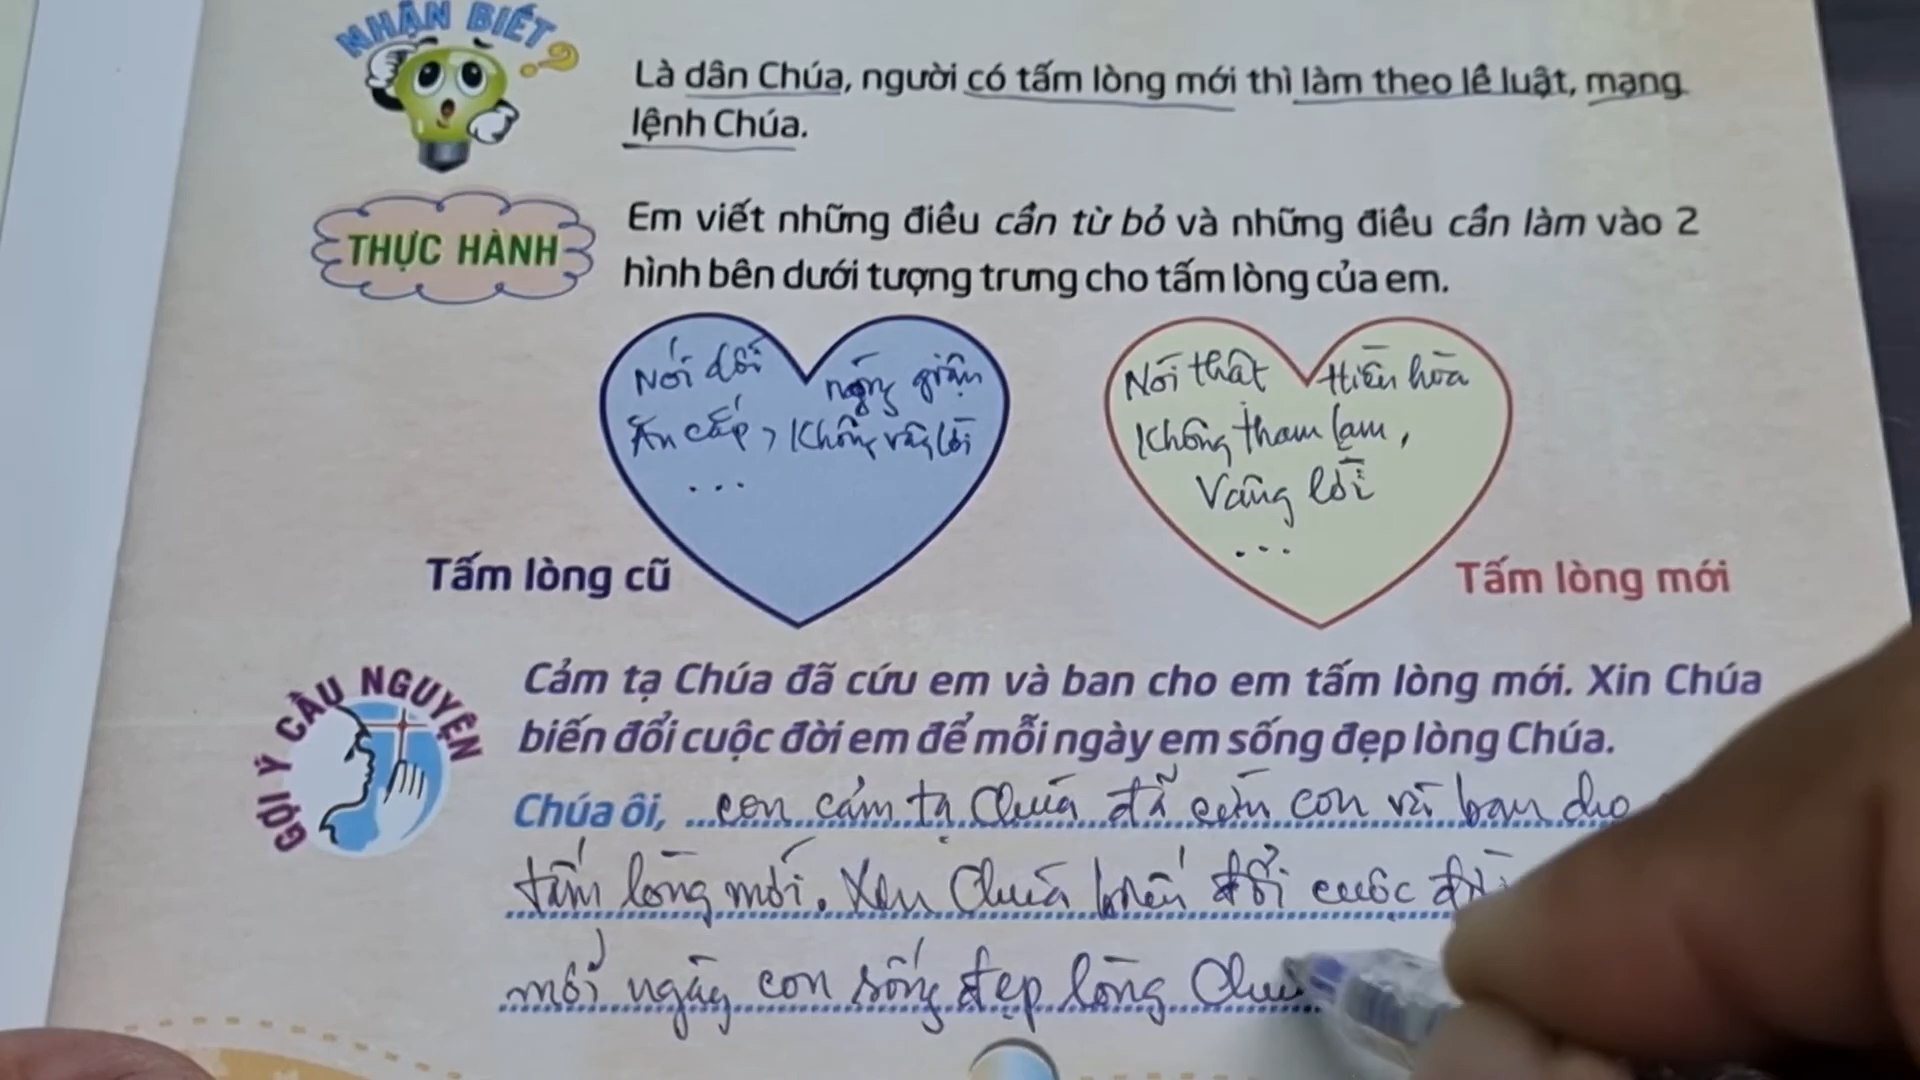 NHẬN BIẾT?
Là dân Chúa, người có tấm lòng mới thì làm theo lề luật, mạng
lệnh Chúa.
THỰC HÀNH
Em viết những điều cần từ bỏ và những điều cần làm vào 2
hình bên dưới tượng trưng cho tấm lòng của em.
Nói dối nóng giận
Ăn cắp, không vâng lời
...
Nói thật Hiền hòa
Không tham lam,
Vâng lời
...
Tấm lòng cũ
Tấm lòng mới
GỢI Ý CẦU NGUYỆN
Cảm tạ Chúa đã cứu em và ban cho em tấm lòng mới. Xin Chúa
biến đổi cuộc đời em để mỗi ngày em sống đẹp lòng Chúa.
Chúa ôi, con cảm tạ Chúa đã cứu con và ban cho
tấm lòng mới. Xin Chúa biến đổi cuộc đời
mỗi ngày con sống đẹp lòng Chú